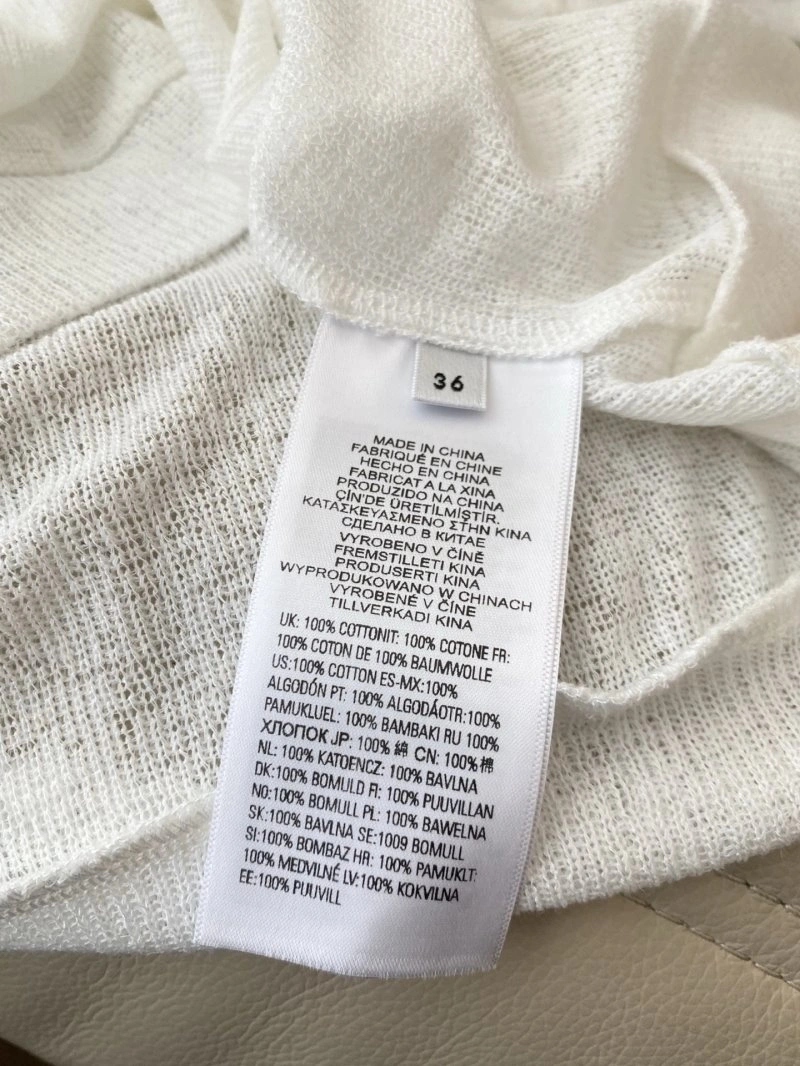 36
MADE IN CHINA
FABRIQUÉ EN CHINE
HECHO EN CHINA
FABRICAT A LA XINA
PRODUZIDO NA CHINA
ÇİN'DE ÜRETİLMİŞTİR.
ΚΑΤΑΣΚΕΥΑΣΜΕΝΟ ΣΤΗΝ ΚΙΝΑ
СДЕЛАНО В КИТАЕ
VYROBENO V ČÍNĚ
FREMSTILLETI KINA
PRODUSERTI KINA
WYPRODUKOWANO W CHINACH
VYROBENÉ V ČÍNE
TILLVERKADI KINA
UK: 100% COTTONIT: 100% COTONE FR:
100% COTON DE 100% BAUMWOLLE
US:100% COTTON ES-MX:100%
ALGODÓN PT: 100% ALGODÁOTR:100%
PAMUKLUEL: 100% BAMBAKI RU 100%
ХЛОПОК JP: 100% 綿 CN: 100%棉
NL: 100% KATOENCZ: 100% BAVLNA
DK:100% BOMULD FI: 100% PUUVILLAN
NO:100% BOMULL PL: 100% BAWELNA
SK:100% BAVLNA SE:1009 BOMULL
SI:100% BOMBAZ HR: 100% PAMUKLT:
100% MEDVILNÉ LV:100% KOKVILNA
EE:100% PUUVILL